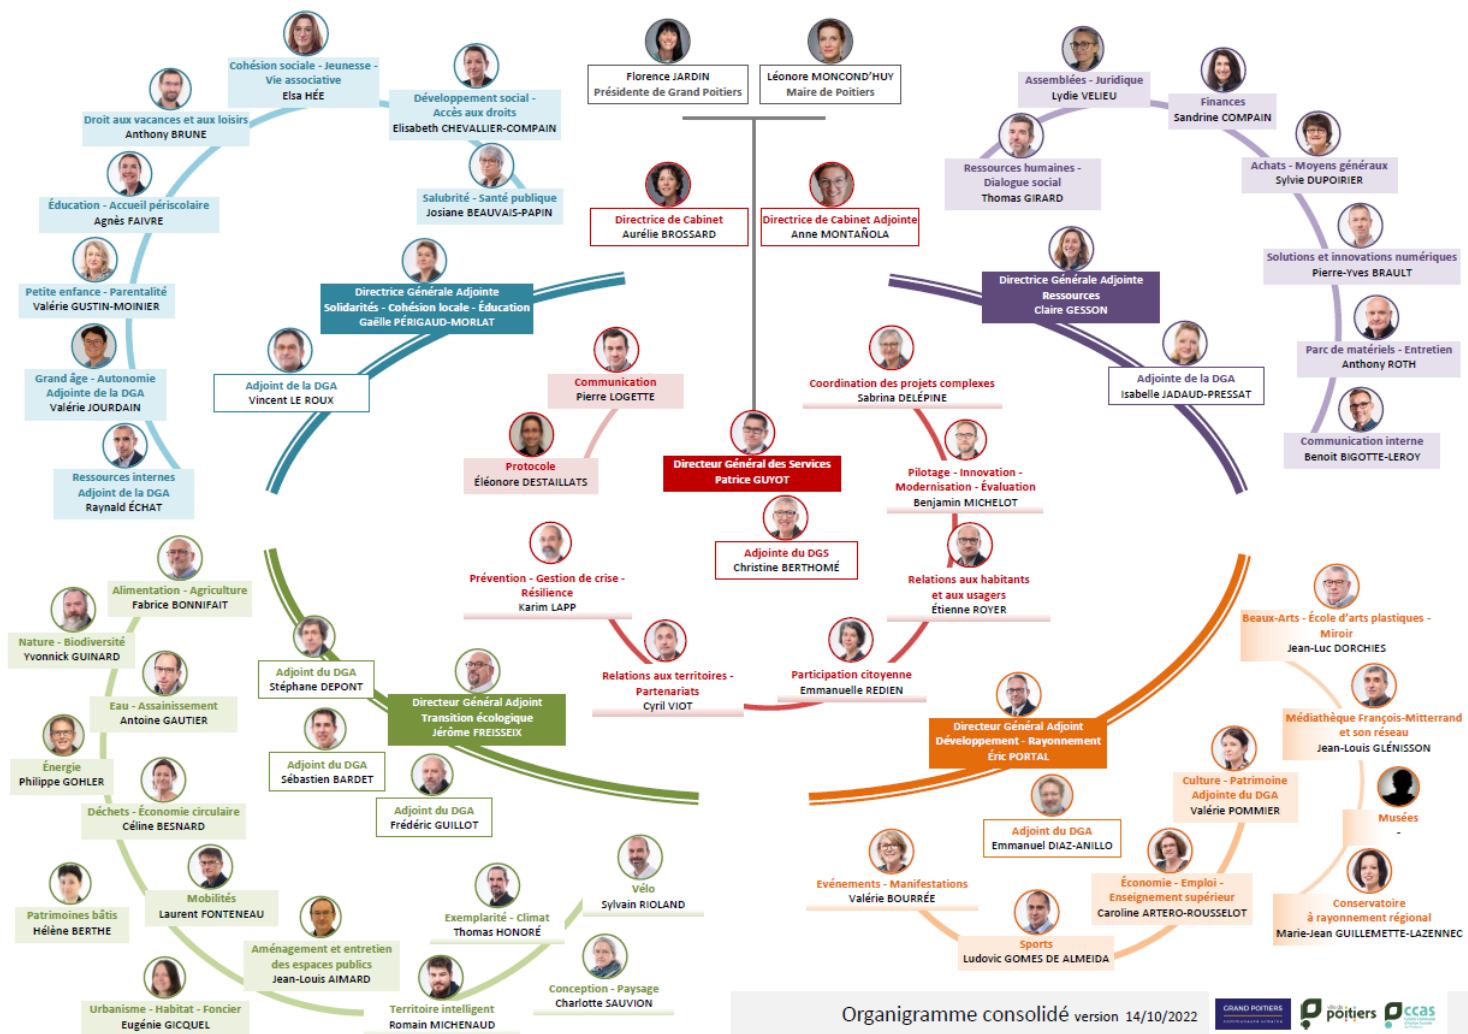 Florence JARDIN
Présidente de Grand Poitiers
Léonore MONCOND'HUY
Maire de Poitiers
Directrice de Cabinet
Aurélie BROSSARD
Directrice de Cabinet Adjointe
Anne MONTAÑOLA
Cohésion sociale - Jeunesse -
Vie associative
Elsa HÉE
Développement social -
Accès aux droits
Elisabeth CHEVALLIER-COMPAIN
Droit aux vacances et aux loisirs
Anthony BRUNE
Salubrité - Santé publique
Josiane BEAUVAIS-PAPIN
Éducation - Accueil périscolaire
Agnès FAIVRE
Petite enfance - Parentalité
Valérie GUSTIN-MOINIER
Grand âge - Autonomie
Adjointe de la DGA
Valérie JOURDAIN
Ressources internes
Adjoint de la DGA
Raynald ÉCHAT
Directrice Générale Adjointe
Solidarités - Cohésion locale - Éducation
Gaëlle PÉRIGAUD-MORLAT
Adjoint de la DGA
Vincent LE ROUX
Assemblées - Juridique
Lydie VELIEU
Finances
Sandrine COMPAIN
Ressources humaines -
Dialogue social
Thomas GIRARD
Achats - Moyens généraux
Sylvie DUPOIRIER
Solutions et innovations numériques
Pierre-Yves BRAULT
Parc de matériels - Entretien
Anthony ROTH
Communication interne
Benoit BIGOTTE-LEROY
Directrice Générale Adjointe
Ressources
Claire GESSON
Adjointe de la DGA
Isabelle JADAUD-PRESSAT
Communication
Pierre LOGETTE
Protocole
Éléonore DESTAILLATS
Directeur Général des Services
Patrice GUYOT
Adjointe du DGS
Christine BERTHOMÉ
Coordination des projets complexes
Sabrina DELÉPINE
Pilotage - Innovation -
Modernisation - Évaluation
Benjamin MICHELOT
Relations aux habitants
et aux usagers
Étienne ROYER
Participation citoyenne
Emmanuelle REDIEN
Relations aux territoires -
Partenariats
Cyril VIOT
Prévention - Gestion de crise -
Résilience
Karim LAPP
Alimentation - Agriculture
Fabrice BONNIFAIT
Nature - Biodiversité
Yvonnick GUINARD
Eau - Assainissement
Antoine GAUTIER
Énergie
Philippe GOHLER
Déchets - Économie circulaire
Céline BESNARD
Patrimoines bâtis
Hélène BERTHE
Mobilités
Laurent FONTENEAU
Urbanisme - Habitat - Foncier
Eugénie GICQUEL
Aménagement et entretien
des espaces publics
Jean-Louis AIMARD
Territoire intelligent
Romain MICHENAUD
Exemplarité - Climat
Thomas HONORÉ
Conception - Paysage
Charlotte SAUVION
Vélo
Sylvain RIOLAND
Adjoint du DGA
Stéphane DEPONT
Directeur Général Adjoint
Transition écologique
Jérôme FREISSEIX
Adjoint du DGA
Sébastien BARDET
Adjoint du DGA
Frédéric GUILLOT
Directeur Général Adjoint
Développement - Rayonnement
Éric PORTAL
Adjoint du DGA
Emmanuel DIAZ-ANILLO
Beaux-Arts - École d'arts plastiques -
Miroir
Jean-Luc DORCHIES
Médiathèque François-Mitterrand
et son réseau
Jean-Louis GLÉNISSON
Musées
-
Conservatoire
à rayonnement régional
Marie-Jean GUILLEMETTE-LAZENNEC
Culture - Patrimoine
Adjointe du DGA
Valérie POMMIER
Économie - Emploi -
Enseignement supérieur
Caroline ARTERO-ROUSSELOT
Evénements - Manifestations
Valérie BOURRÉE
Sports
Ludovic GOMES DE ALMEIDA
Organigramme consolidé version 14/10/2022
GRAND POITIERS
poitiers
ccas